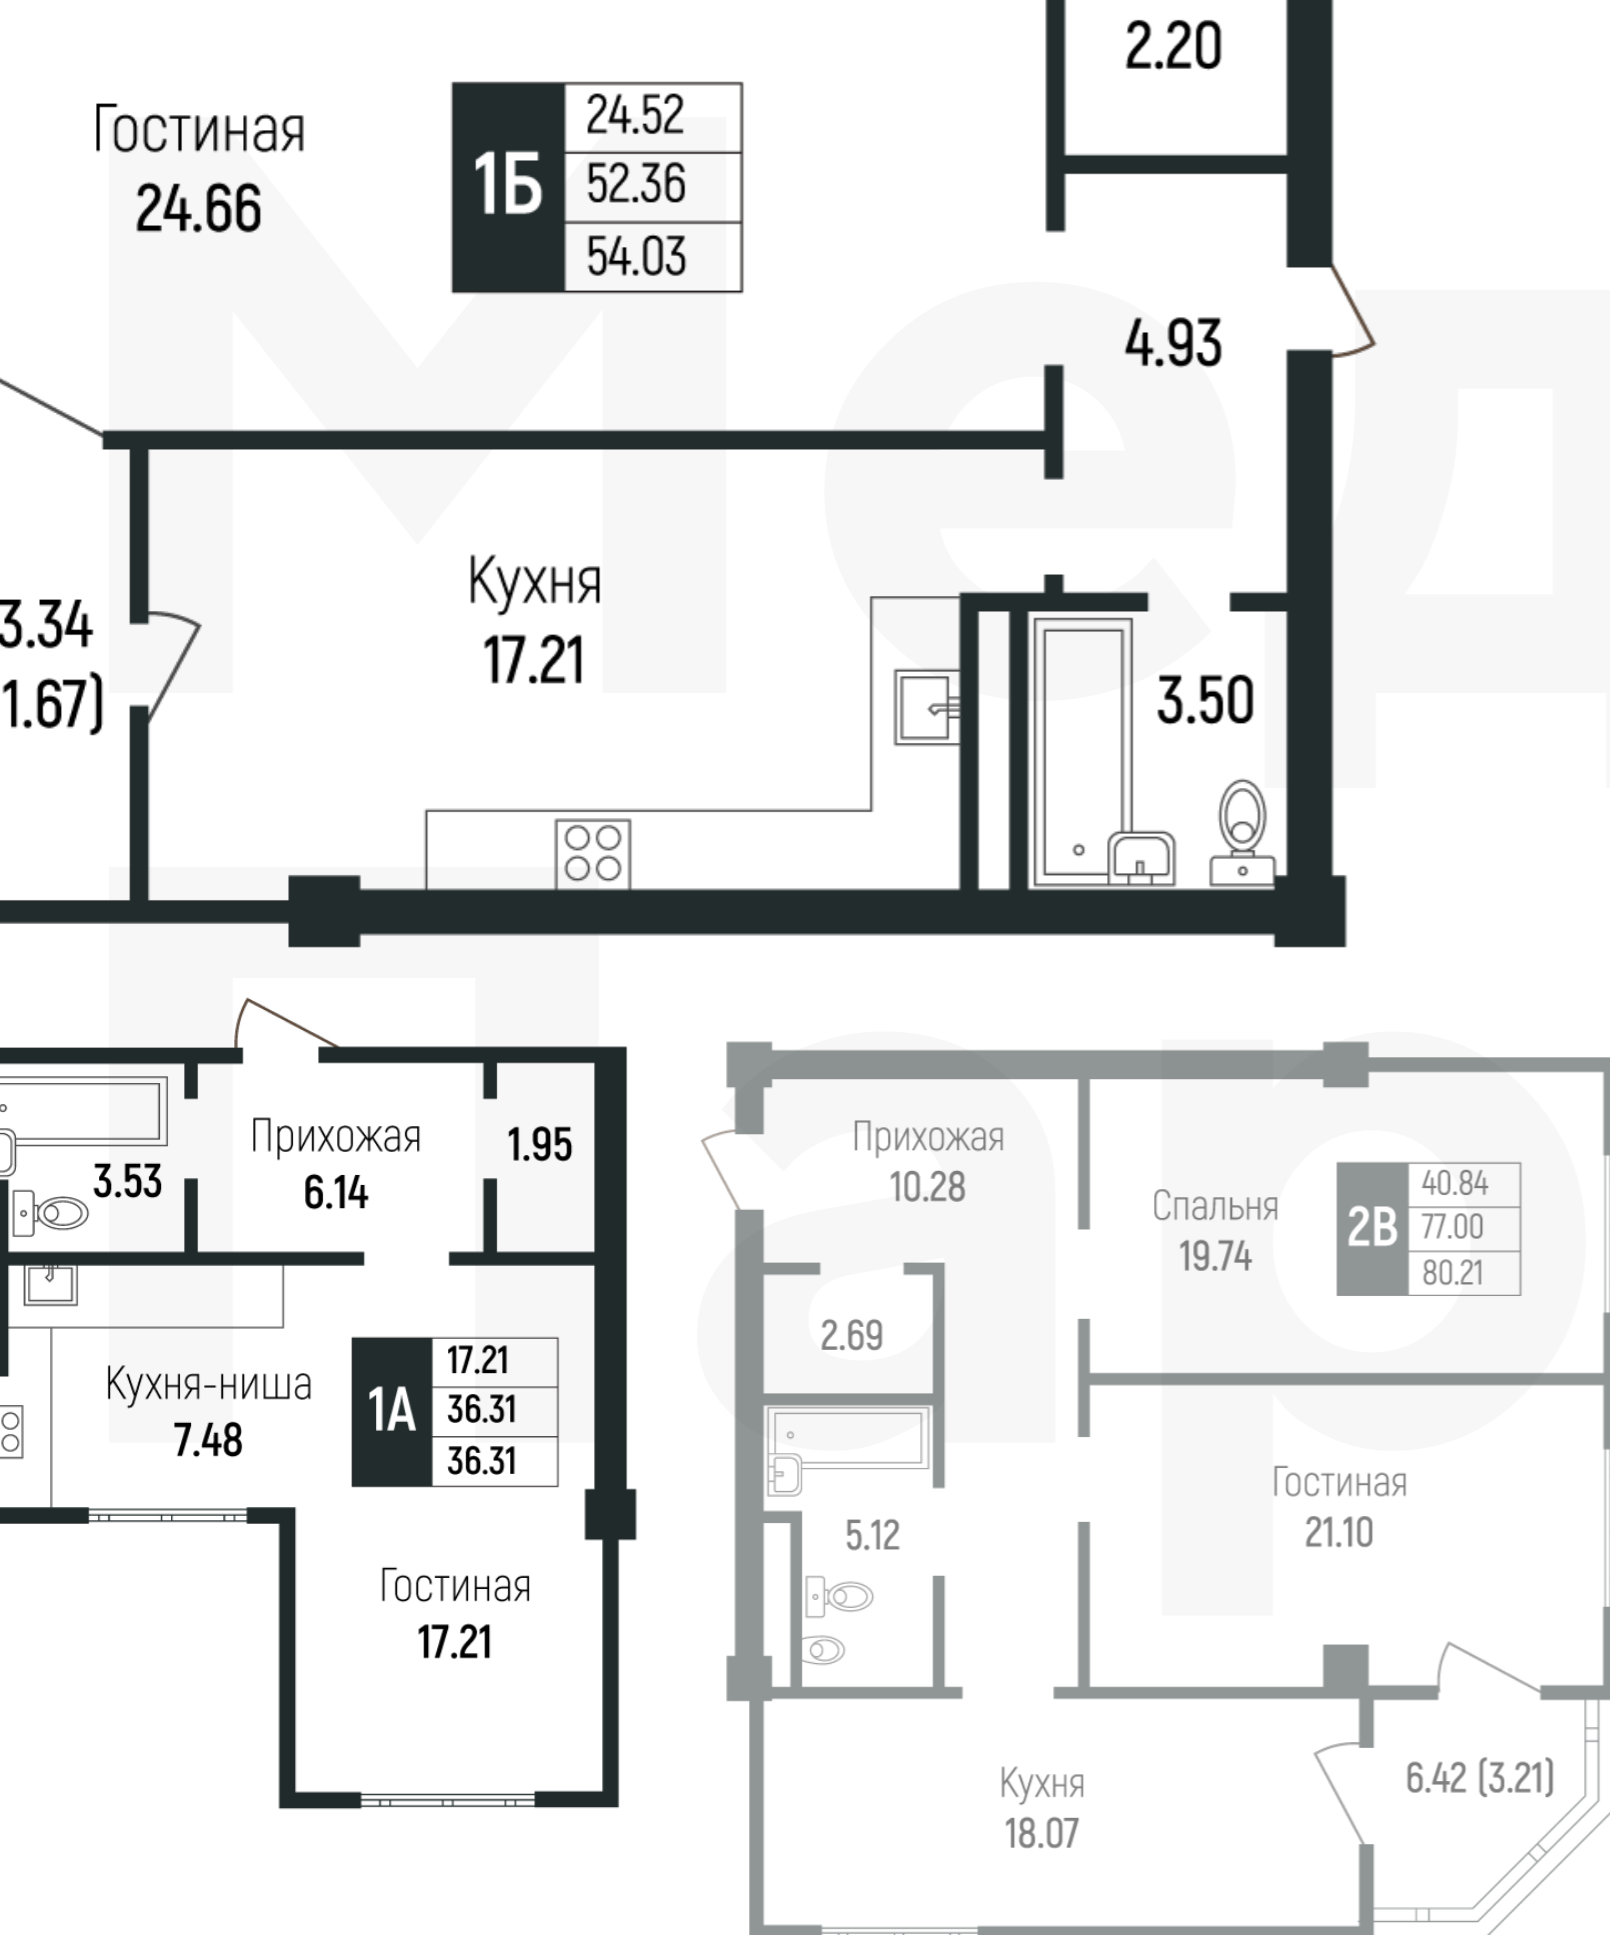 2.20
Гостиная
24.66
1Б
24.52
52.36
54.03
4.93
Кухня
17.21
3.34
1.67)
3.50
Прихожая
6.14
1.95
3.53
Кухня-ниша
7.48
1А
17.21
36.31
36.31
Гостиная
17.21
Прихожая
10.28
Спальня
19.74
2В
40.84
77.00
80.21
2.69
5.12
Гостиная
21.10
Кухня
18.07
6.42 (3.21)
Мед
Пар